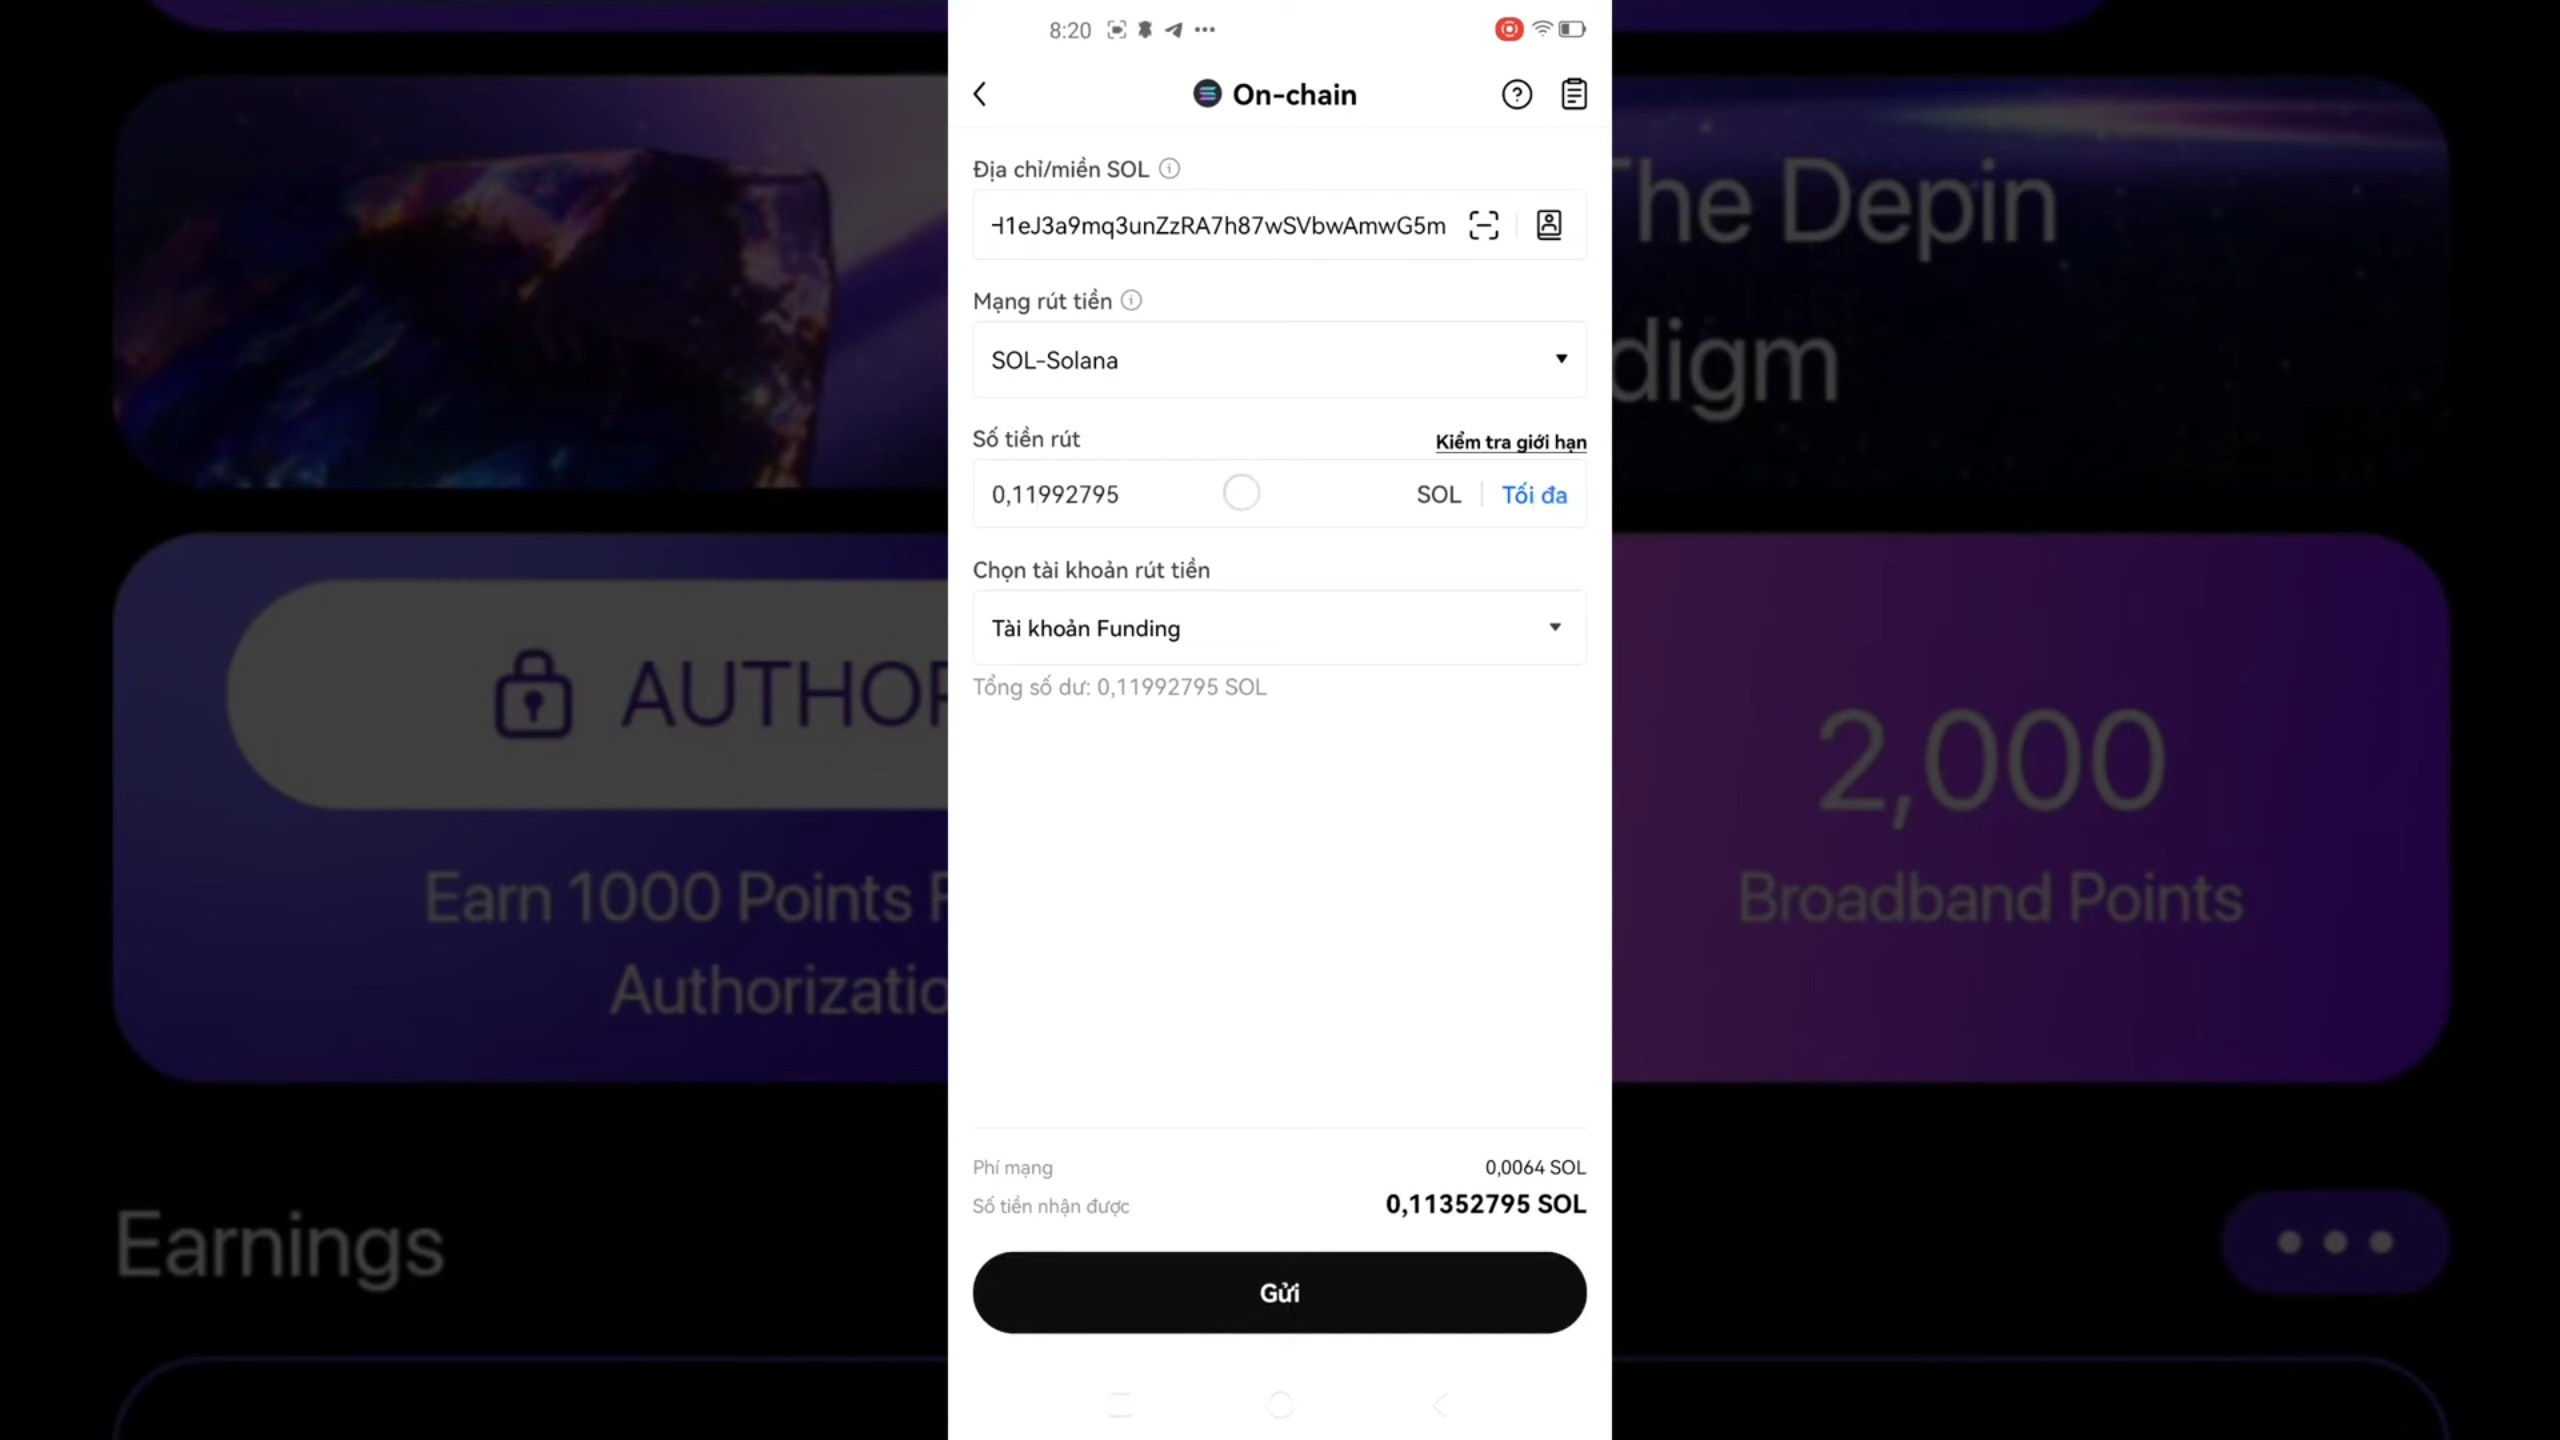 8:20
On-chain
Địa chỉ/miền SOL
H1eJ3a9mq3unZzRA7h87wSVbwAmwG5m
Mạng rút tiền
SOL-Solana
Số tiền rút
Kiểm tra giới hạn
0,11992795
SOL
Tối đa
Chọn tài khoản rút tiền
Tài khoản Funding
Tổng số dư: 0,11992795 SOL
Phí mạng
0,0064 SOL
Số tiền nhận được
0,11352795 SOL
Gửi
The Depin
digm
AUTHOR
Earn 1000 Points
Authorizatio
2,000
Broadband Points
Earnings